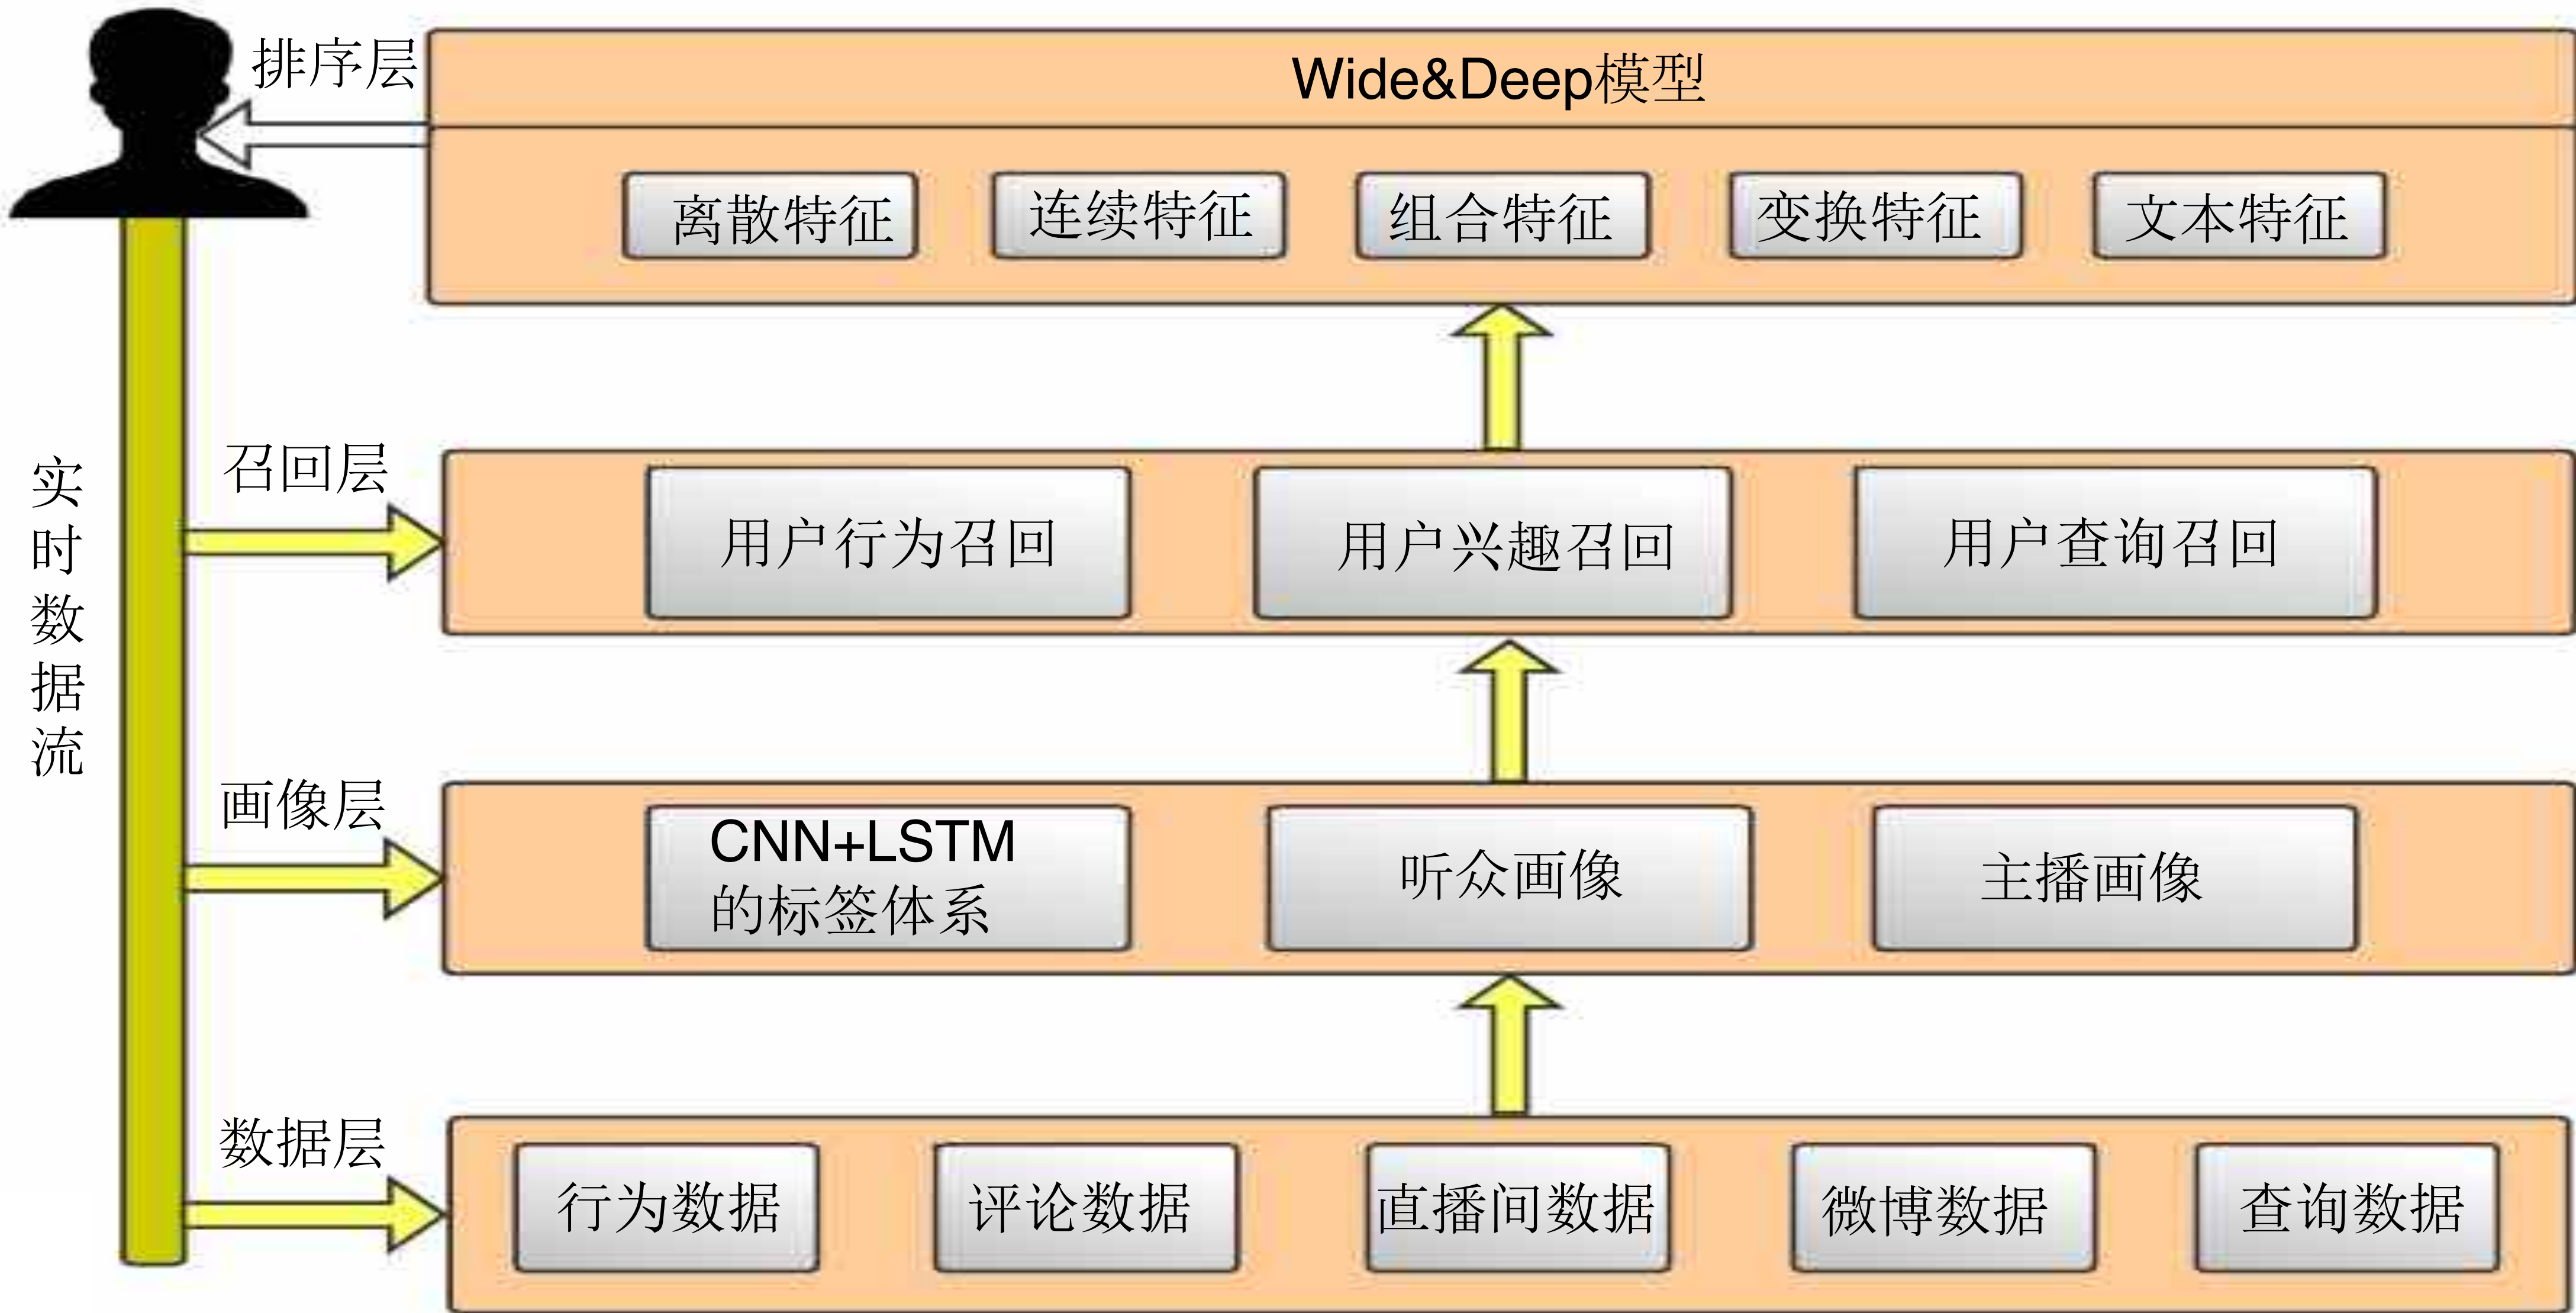 排序层
Wide&Deep模型
离散特征
连续特征
组合特征
变换特征
文本特征
实时数据流
召回层
用户行为召回
用户兴趣召回
用户查询召回
画像层
CNN+LSTM
的标签体系
听众画像
主播画像
数据层
行为数据
评论数据
直播间数据
微博数据
查询数据